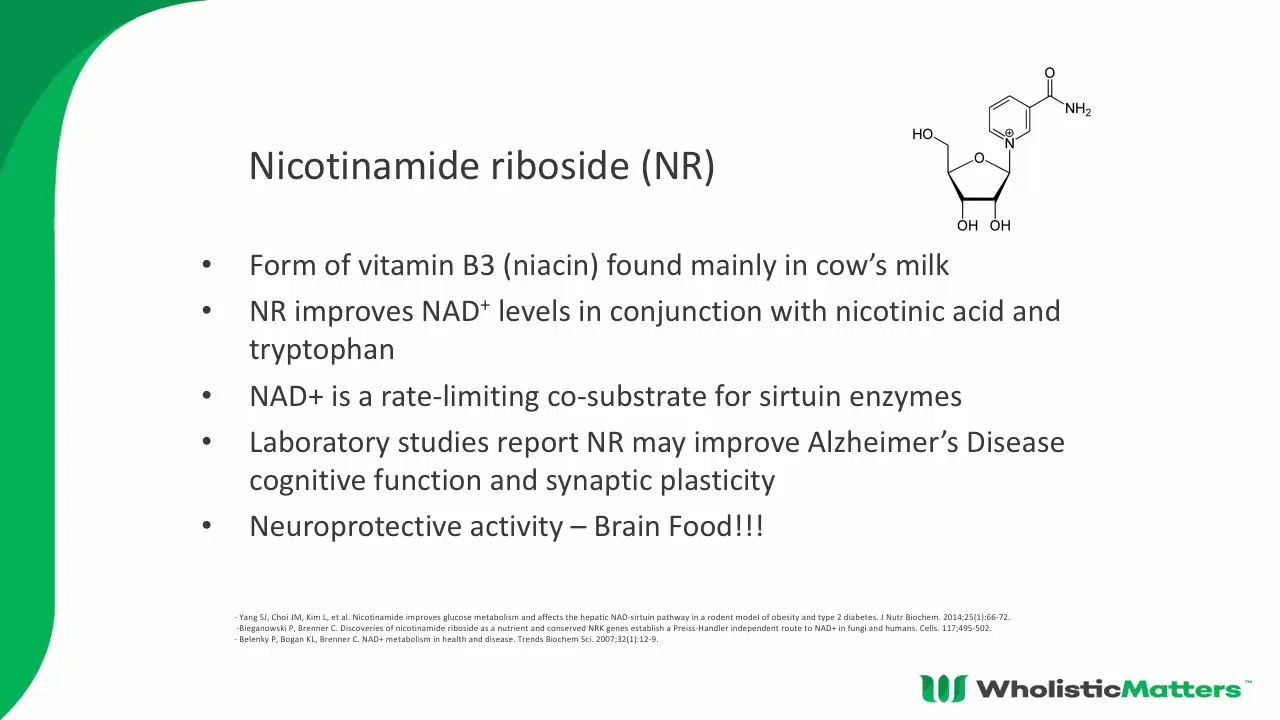 O
NH₂
HO
N
⊕
O
OH OH
Nicotinamide riboside (NR)
• Form of vitamin B3 (niacin) found mainly in cow’s milk
• NR improves NAD⁺ levels in conjunction with nicotinic acid and
tryptophan
• NAD+ is a rate-limiting co-substrate for sirtuin enzymes
• Laboratory studies report NR may improve Alzheimer’s Disease
cognitive function and synaptic plasticity
• Neuroprotective activity – Brain Food!!!
- Yang SJ, Choi JM, Kim L, et al. Nicotinamide improves glucose metabolism and affects the hepatic NAD-sirtuin pathway in a rodent model of obesity and type 2 diabetes. J Nutr Biochem. 2014;25(1):66-72.
-Bieganowski P, Brenner C. Discoveries of nicotinamide riboside as a nutrient and conserved NRK genes establish a Preiss-Handler independent route to NAD+ in fungi and humans. Cells. 117;495-502.
- Belenky P, Bogan KL, Brenner C. NAD+ metabolism in health and disease. Trends Biochem Sci. 2007;32(1):12-9.
WholisticMatters™